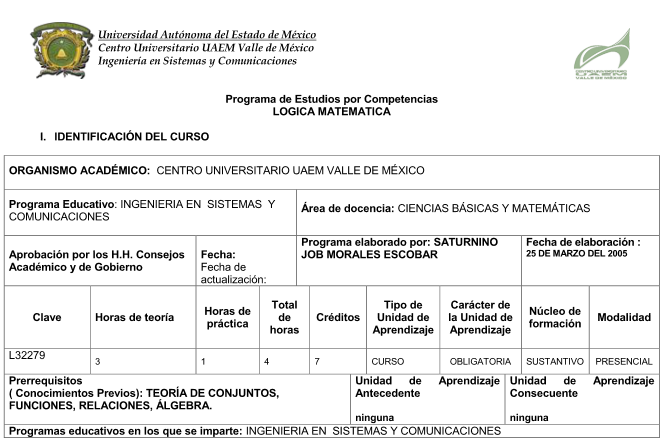 Universidad Autónoma del Estado de México
Centro Universitario UAEM Valle de México
Ingeniería en Sistemas y Comunicaciones
CENTRO UNIVERSITARIO
UAEM
VALLE DE MÉXICO
Programa de Estudios por Competencias
LOGICA MATEMATICA
I. IDENTIFICACIÓN DEL CURSO
ORGANISMO ACADÉMICO: CENTRO UNIVERSITARIO UAEM VALLE DE MÉXICO
Programa Educativo: INGENIERIA EN SISTEMAS Y
COMUNICACIONES
Área de docencia: CIENCIAS BÁSICAS Y MATEMÁTICAS
Aprobación por los H.H. Consejos
Académico y de Gobierno
Fecha:
Fecha de
actualización:
Programa elaborado por: SATURNINO
JOB MORALES ESCOBAR
Fecha de elaboración :
25 DE MARZO DEL 2005
Clave
Horas de teoría
Horas de
práctica
Total
de
horas
Créditos
Tipo de
Unidad de
Aprendizaje
Carácter de
la Unidad de
Aprendizaje
Núcleo de
formación
Modalidad
L32279
3
1
4
7
CURSO
OBLIGATORIA
SUSTANTIVO
PRESENCIAL
Prerrequisitos
( Conocimientos Previos): TEORÍA DE CONJUNTOS,
FUNCIONES, RELACIONES, ÁLGEBRA.
Unidad de Aprendizaje
Antecedente
ninguna
Unidad de Aprendizaje
Consecuente
ninguna
Programas educativos en los que se imparte: INGENIERIA EN SISTEMAS Y COMUNICACIONES